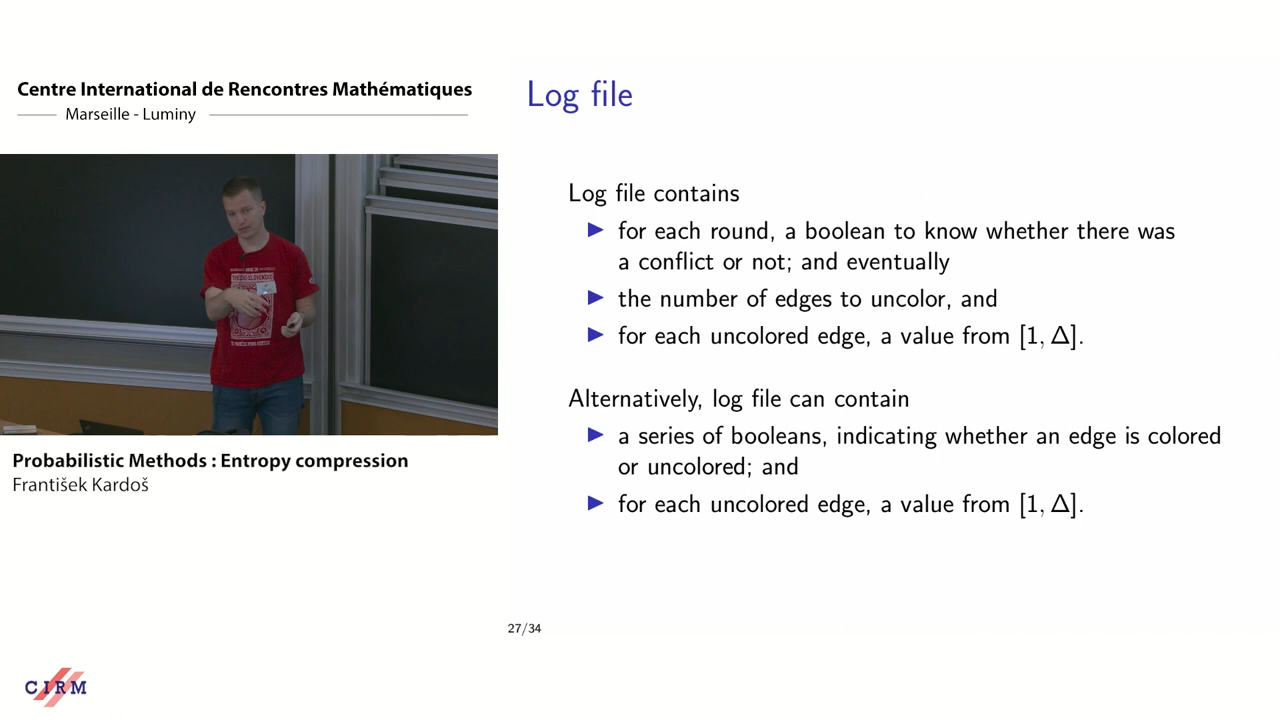 Centre International de Rencontres Mathématiques
Marseille - Luminy
Probabilistic Methods : Entropy compression
František Kardoš
CIRM
Log file
Log file contains
▶ for each round, a boolean to know whether there was
a conflict or not; and eventually
▶ the number of edges to uncolor, and
▶ for each uncolored edge, a value from [1, Δ].
Alternatively, log file can contain
▶ a series of booleans, indicating whether an edge is colored
or uncolored; and
▶ for each uncolored edge, a value from [1, Δ].
27/34